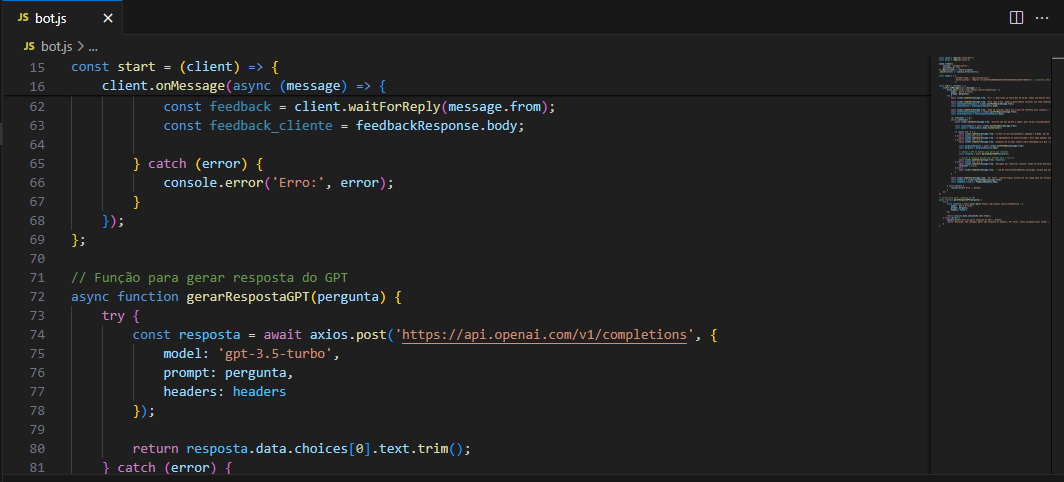 JS bot.js ×
JS bot.js > ...
15 const start = (client) => {
16 client.onMessage(async (message) => {
62 const feedback = client.waitForReply(message.from);
63 const feedback_cliente = feedbackResponse.body;
64
65 } catch (error) {
66 console.error('Erro:', error);
67 }
68 });
69 };
70
71 // Função para gerar resposta do GPT
72 async function gerarRespostaGPT(pergunta) {
73 try {
74 const resposta = await axios.post('https://api.openai.com/v1/completions', {
75 model: 'gpt-3.5-turbo',
76 prompt: pergunta,
77 headers: headers
78 });
79
80 return resposta.data.choices[0].text.trim();
81 } catch (error) {